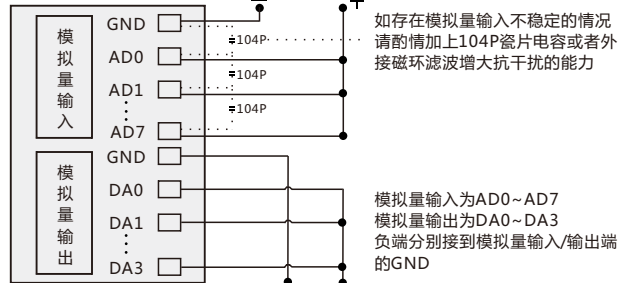 模拟量输入
GND
AD0
AD1
AD7
104P
104P
104P
模拟量输出
GND
DA0
DA1
DA3
如存在模拟量输入不稳定的情况
请酌情加上104P瓷片电容或者外
接磁环滤波增大抗干扰的能力
模拟量输入为AD0~AD7
模拟量输出为DA0~DA3
负端分别接到模拟量输入/输出端
的GND